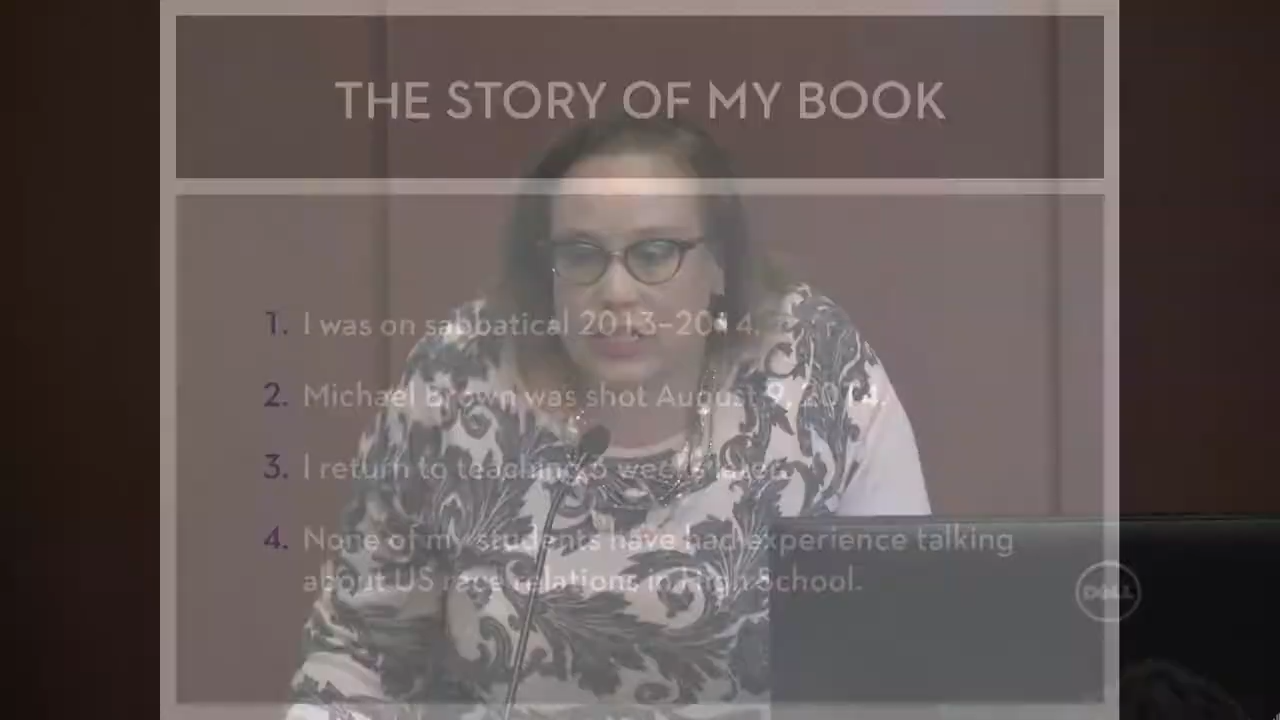 THE STORY OF MY BOOK
1. I was on sabbatical 2013–2014.
2. Michael Brown was shot August 9, 2014.
3. I return to teaching weeks later.
4. None of my students have had experience talking
about US race relations in High School.
DELL